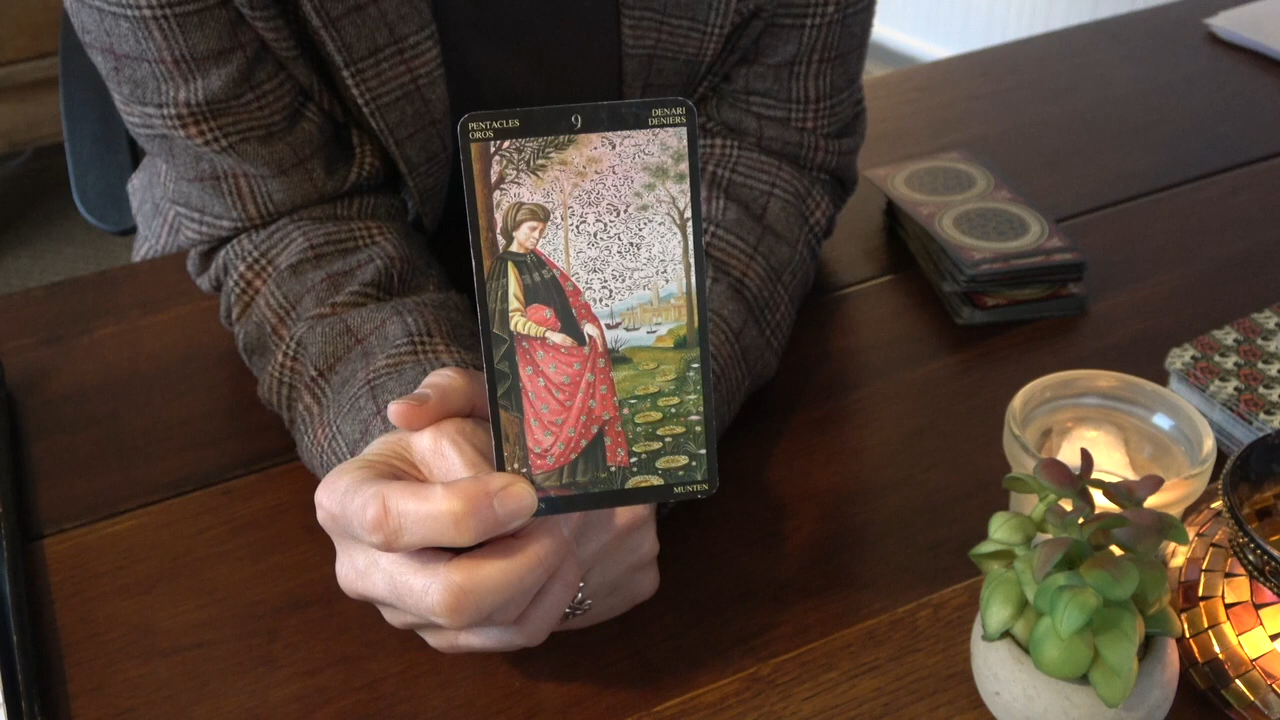 PENTACLES
OROS
9
DENARI
DENIERS
MUNTEN